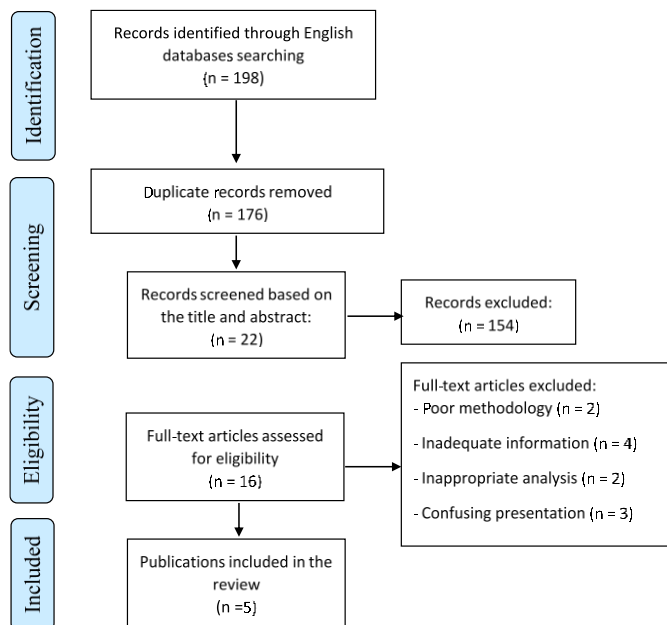 Identification
Records identified through English
databases searching
(n = 198)
Screening
Duplicate records removed
(n = 176)
Records screened based on
the title and abstract:
(n = 22)
Records excluded:
(n = 154)
Eligibility
Full-text articles assessed
for eligibility
(n = 16)
Full-text articles excluded:
- Poor methodology (n = 2)
- Inadequate information (n = 4)
- Inappropriate analysis (n = 2)
- Confusing presentation (n = 3)
Included
Publications included in the
review
(n =5)